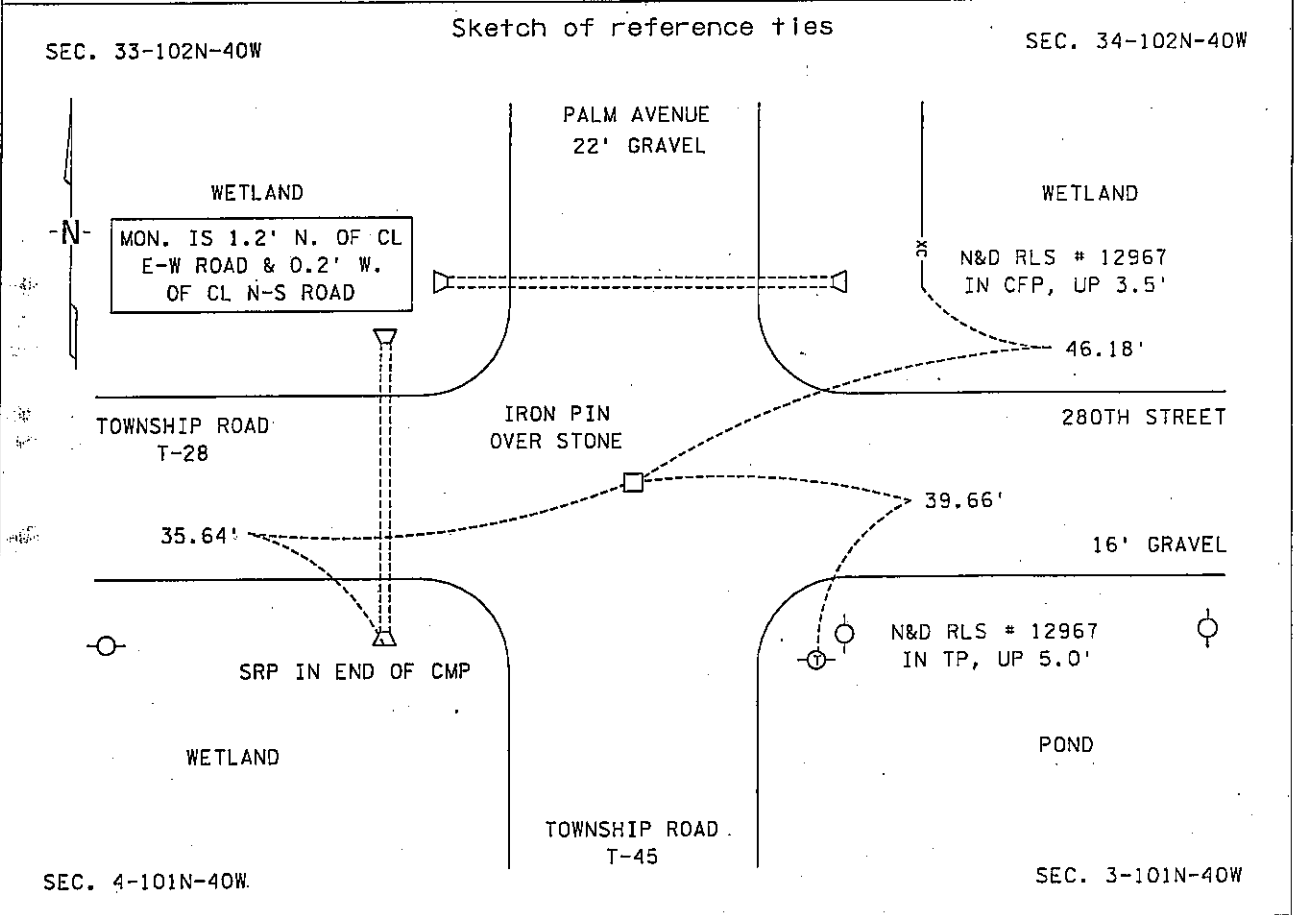 Sketch of reference ties
SEC. 33-102N-40W
SEC. 34-102N-40W
PALM AVENUE
22' GRAVEL
WETLAND
WETLAND
-N-
MON. IS 1.2' N. OF CL
E-W ROAD & 0.2' W.
OF CL N-S ROAD
XC
N&D RLS # 12967
IN CFP, UP 3.5'
46.18'
TOWNSHIP ROAD
T-28
IRON PIN
OVER STONE
280TH STREET
35.64'
39.66'
16' GRAVEL
SRP IN END OF CMP
T
N&D RLS # 12967
IN TP, UP 5.0'
WETLAND
POND
TOWNSHIP ROAD
T-45
SEC. 4-101N-40W
SEC. 3-101N-40W